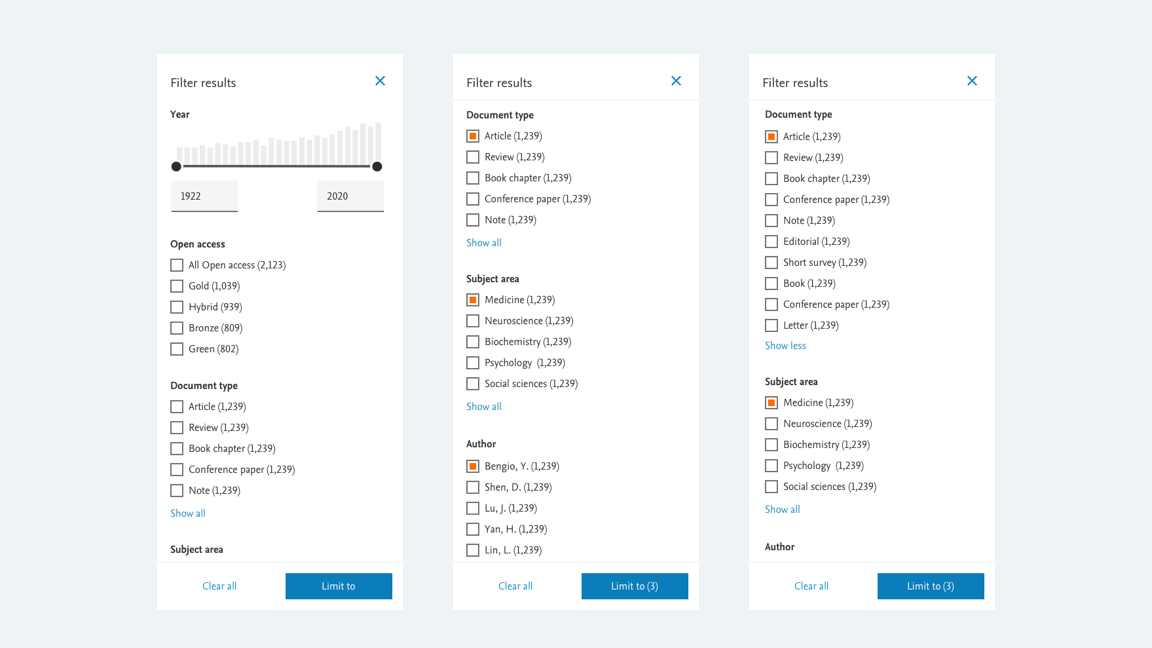 Filter results
Year
1922
2020
Open access
All Open access (2,123)
Gold (1,039)
Hybrid (939)
Bronze (809)
Green (802)
Document type
Article (1,239)
Review (1,239)
Book chapter (1,239)
Conference paper (1,239)
Note (1,239)
Show all
Subject area
Clear all
Limit to
Filter results
Document type
Article (1,239)
Review (1,239)
Book chapter (1,239)
Conference paper (1,239)
Note (1,239)
Show all
Subject area
Medicine (1,239)
Neuroscience (1,239)
Biochemistry (1,239)
Psychology (1,239)
Social sciences (1,239)
Show all
Author
Bengio, Y. (1,239)
Shen, D. (1,239)
Lu, J. (1,239)
Yan, H. (1,239)
Lin, L. (1,239)
Clear all
Limit to (3)
Filter results
Document type
Article (1,239)
Review (1,239)
Book chapter (1,239)
Conference paper (1,239)
Note (1,239)
Editorial (1,239)
Short survey (1,239)
Book (1,239)
Conference paper (1,239)
Letter (1,239)
Show less
Subject area
Medicine (1,239)
Neuroscience (1,239)
Biochemistry (1,239)
Psychology (1,239)
Social sciences (1,239)
Show all
Author
Clear all
Limit to (3)